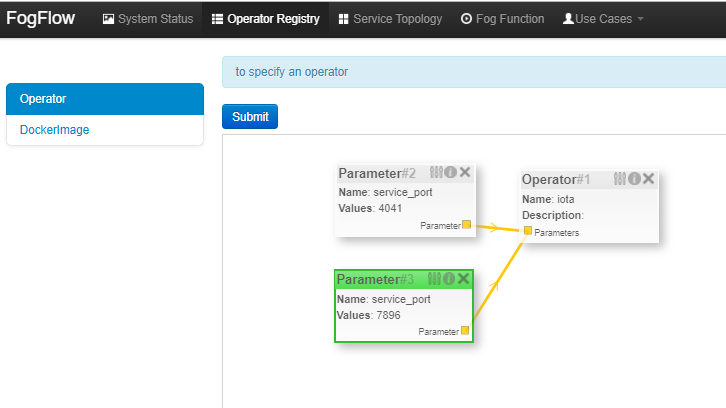 FogFlow System Status Operator Registry Service Topology Fog Function Use Cases
to specify an operator
Operator
DockerImage
Submit
Parameter#2
Name: service_port
Values: 4041
Parameter
Operator#1
Name: iota
Description:
Parameters
Parameter#3
Name: service_port
Values: 7896
Parameter